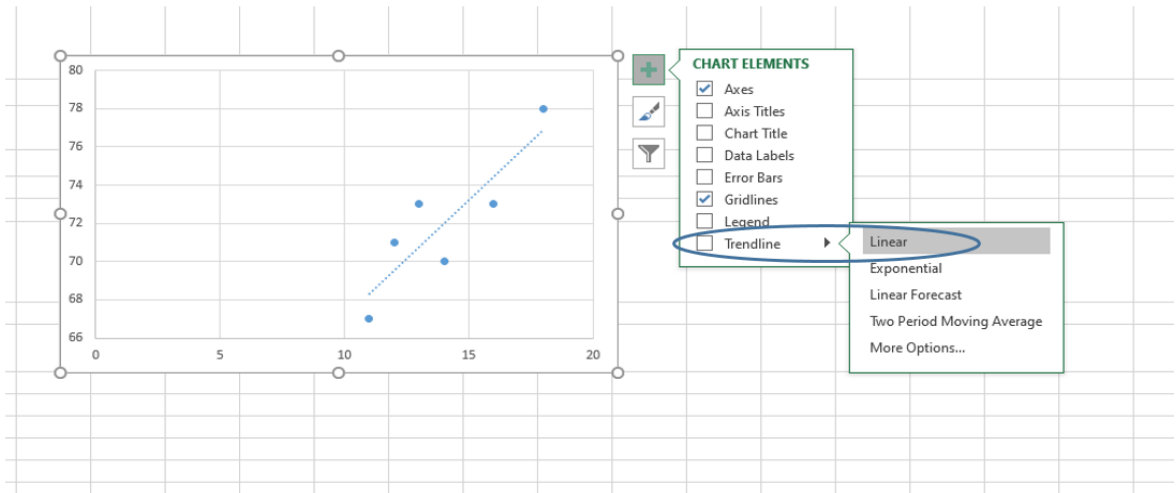 80
78
76
74
72
70
68
66
0 5 10 15 20
CHART ELEMENTS
Axes
Axis Titles
Chart Title
Data Labels
Error Bars
Gridlines
Legend
Trendline
Linear
Exponential
Linear Forecast
Two Period Moving Average
More Options...